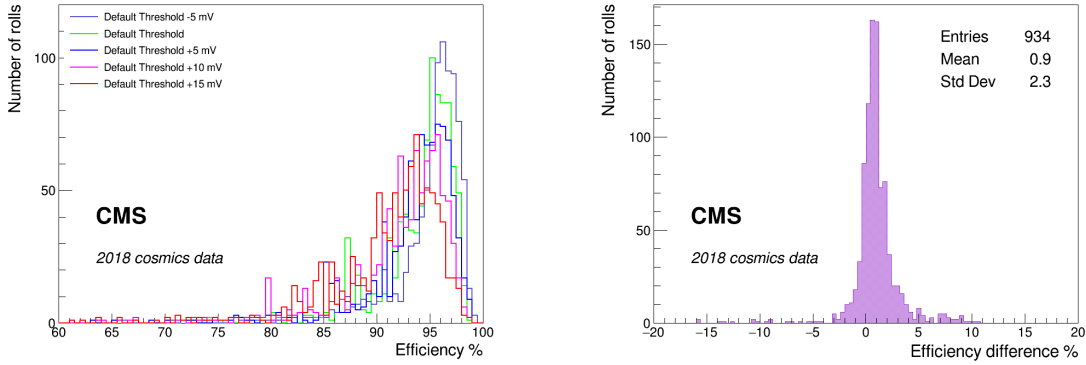 Number of rolls
Default Threshold -5 mV
Default Threshold
Default Threshold +5 mV
Default Threshold +10 mV
Default Threshold +15 mV
100
50
0
CMS
2018 cosmics data
60 65 70 75 80 85 90 95 100
Efficiency %
Number of rolls
Entries 934
Mean 0.9
Std Dev 2.3
150
100
50
0
CMS
2018 cosmics data
−20 −15 −10 −5 0 5 10 15 20
Efficiency difference %